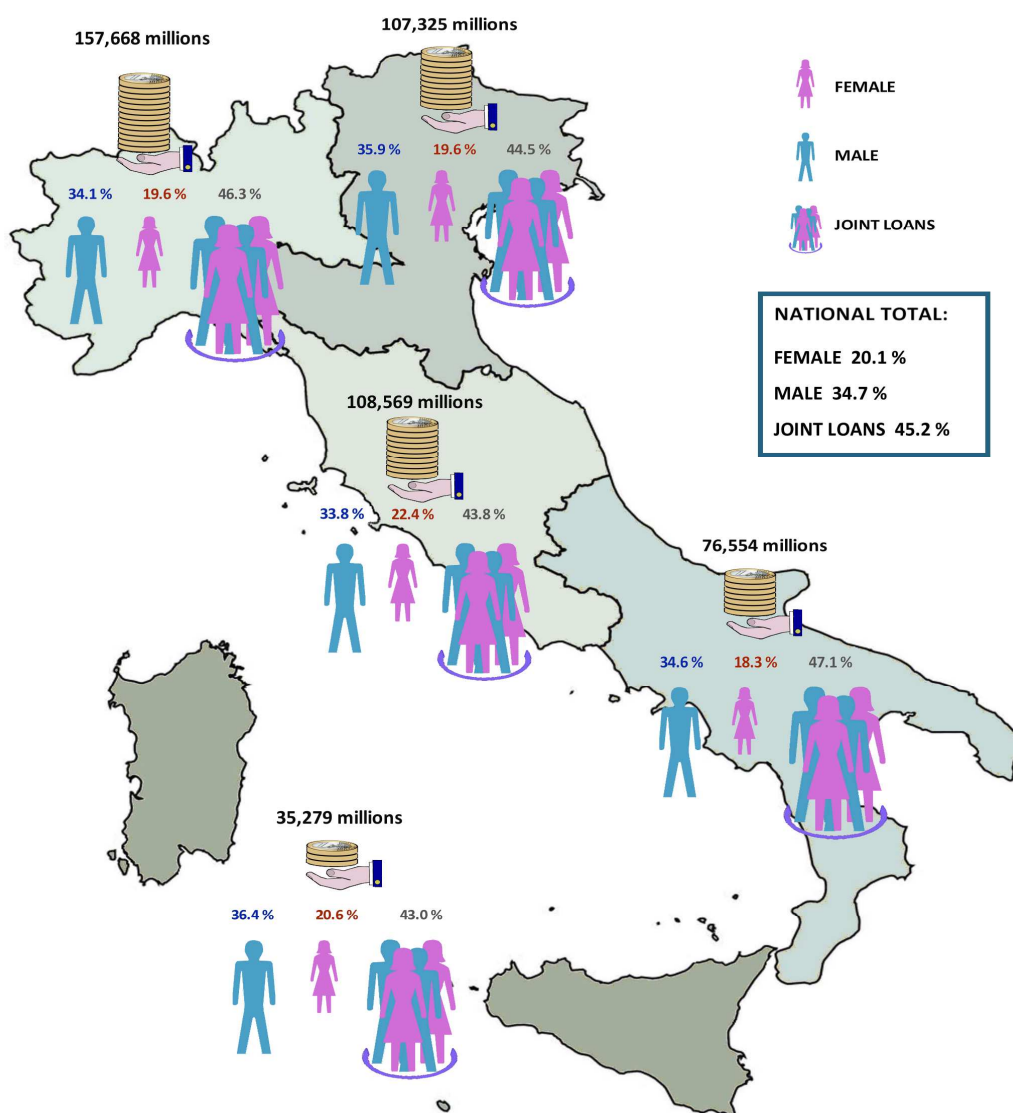 157,668 millions
34.1 % 19.6 % 46.3 %
107,325 millions
35.9 % 19.6 % 44.5 %
FEMALE
MALE
JOINT LOANS
NATIONAL TOTAL:
FEMALE 20.1 %
MALE 34.7 %
JOINT LOANS 45.2 %
108,569 millions
33.8 % 22.4 % 43.8 %
76,554 millions
34.6 % 18.3 % 47.1 %
35,279 millions
36.4 % 20.6 % 43.0 %